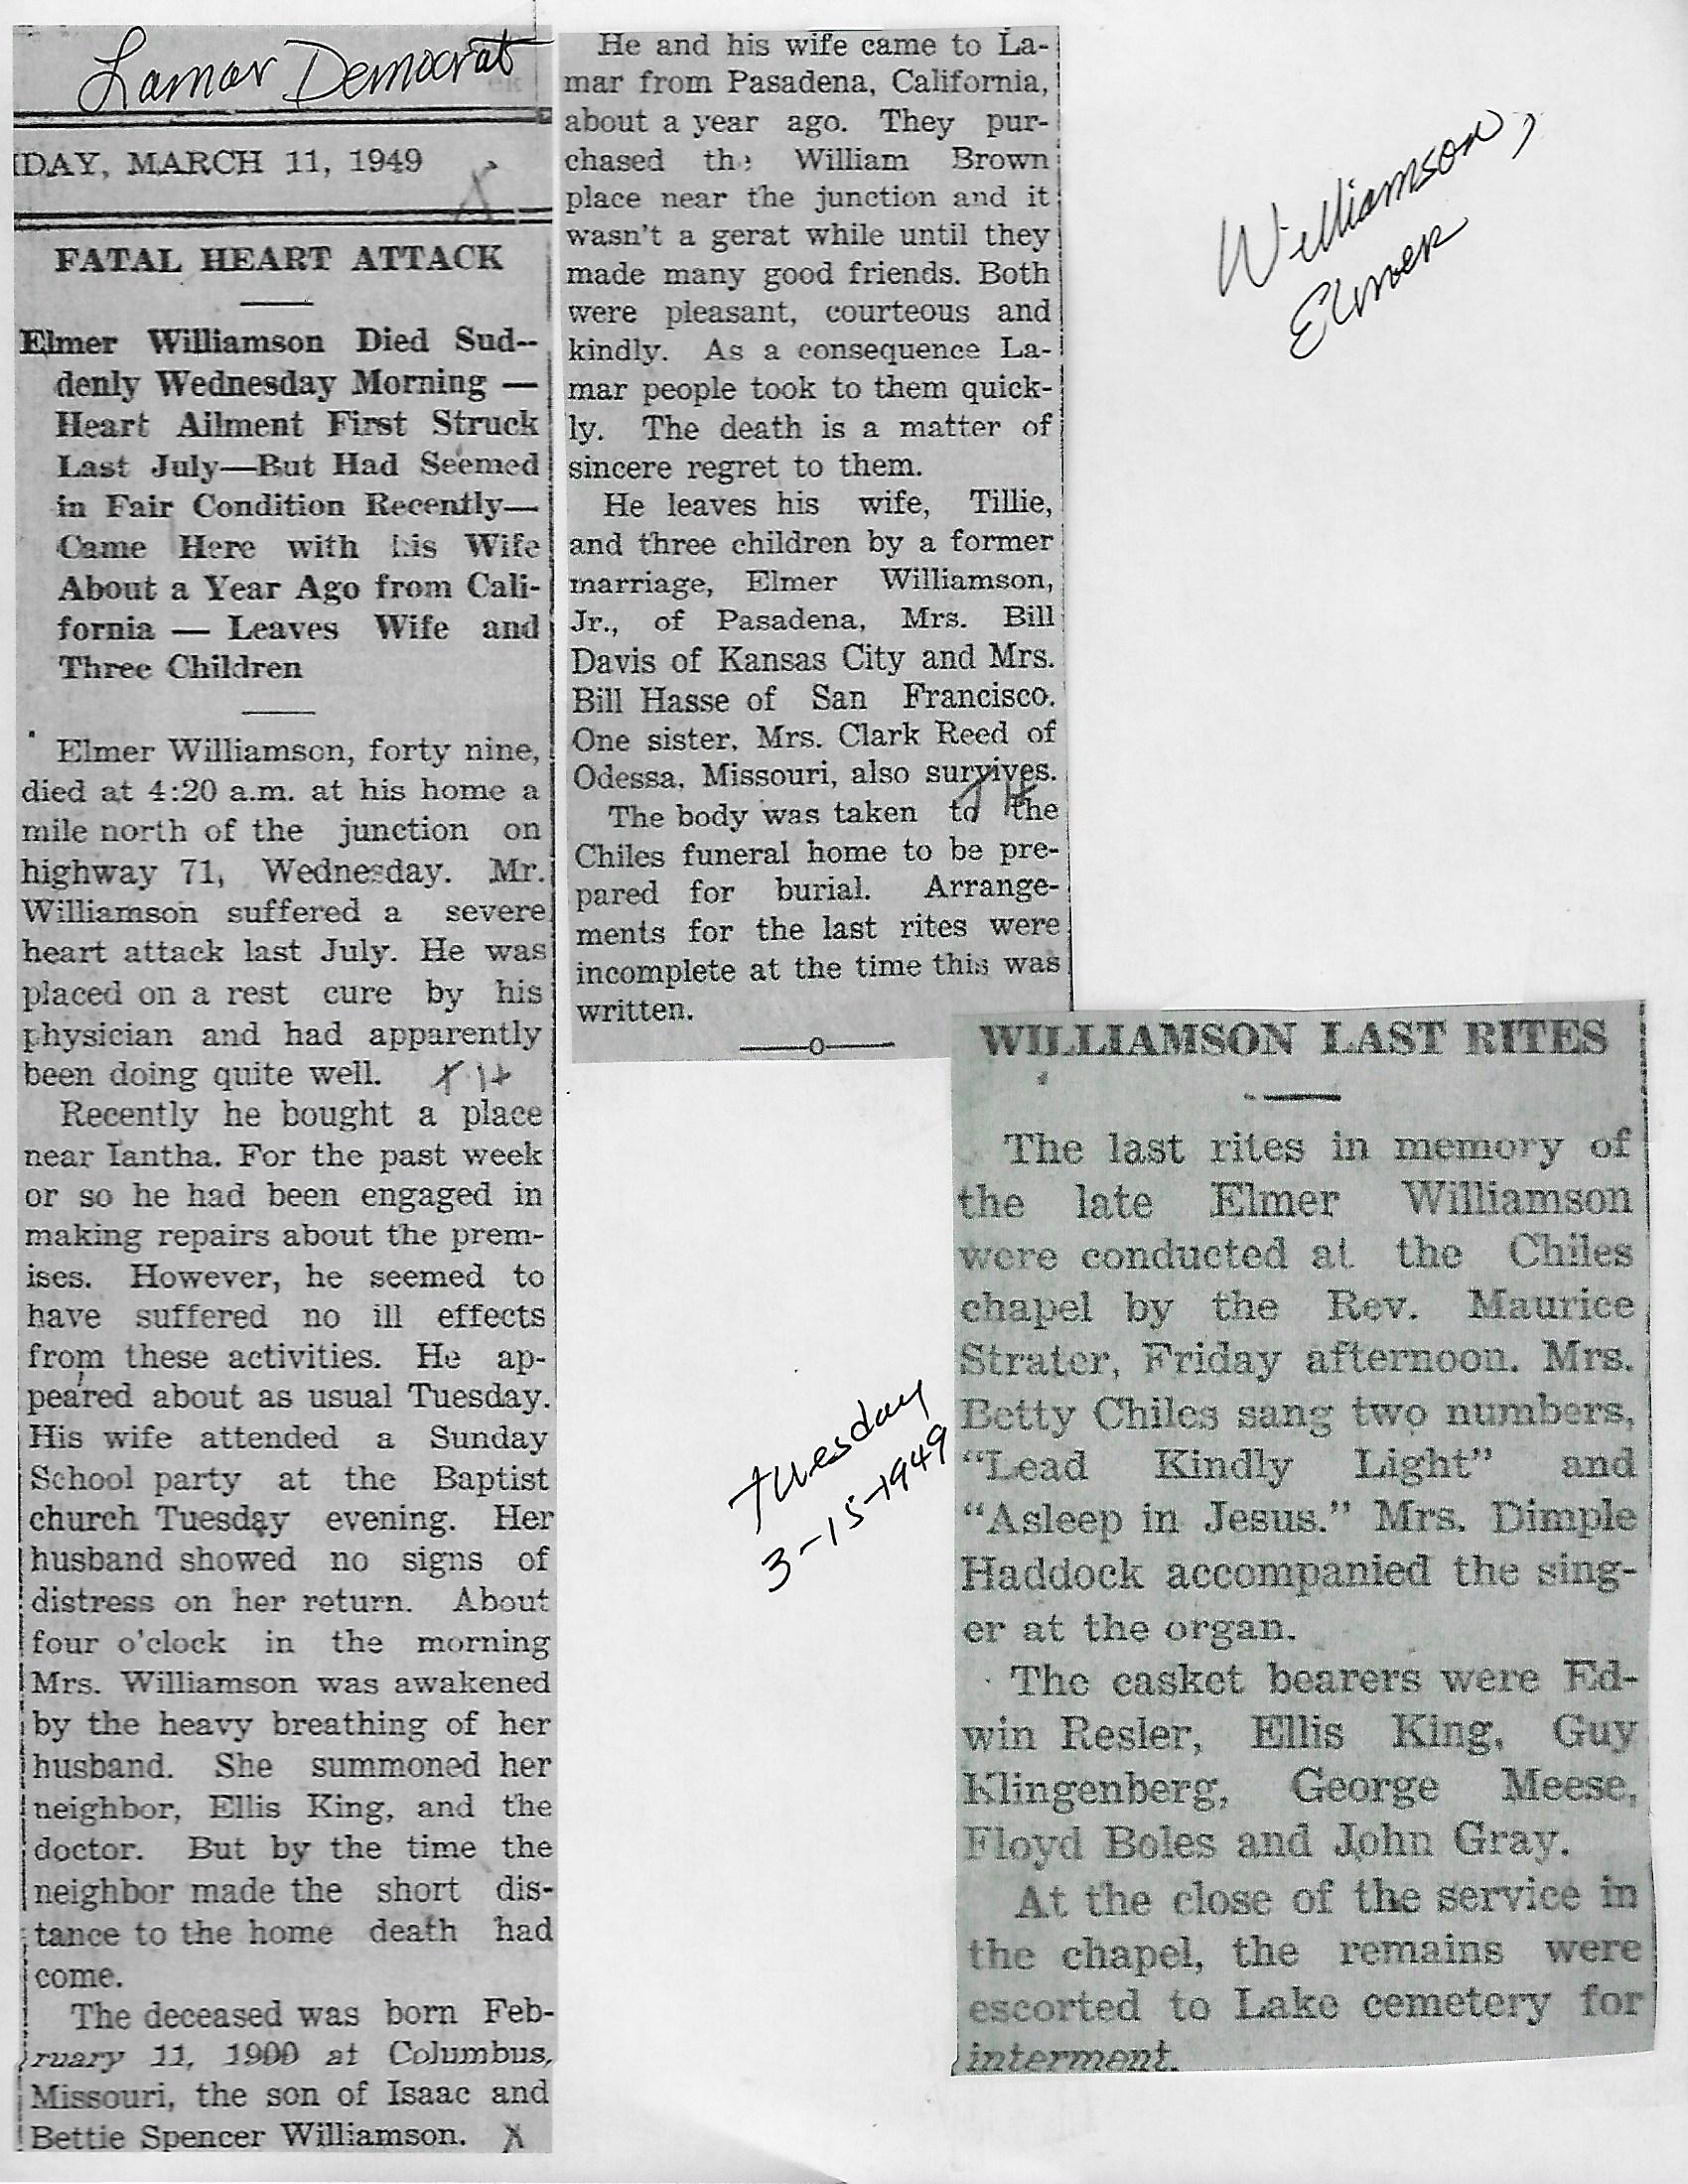 Lamar Democrat
IDAY, MARCH 11, 1949
X
FATAL HEART ATTACK
Elmer Williamson Died Sud--
denly Wednesday Morning —
Heart Ailment First Struck
Last July—But Had Seemed
in Fair Condition Recently—
Came Here with his Wife
About a Year Ago from Cali-
fornia — Leaves Wife and
Three Children
Elmer Williamson, forty nine,
died at 4:20 a.m. at his home a
mile north of the junction on
highway 71, Wednesday. Mr.
Williamson suffered a severe
heart attack last July. He was
placed on a rest cure by his
physician and had apparently
been doing quite well.
Recently he bought a place
near Iantha. For the past week
or so he had been engaged in
making repairs about the prem-
ises. However, he seemed to
have suffered no ill effects
from these activities. He ap-
peared about as usual Tuesday.
His wife attended a Sunday
School party at the Baptist
church Tuesday evening. Her
husband showed no signs of
distress on her return. About
four o'clock in the morning
Mrs. Williamson was awakened
by the heavy breathing of her
husband. She summoned her
neighbor, Ellis King, and the
doctor. But by the time the
neighbor made the short dis-
tance to the home death had
come.
The deceased was born Feb-
ruary 11, 1900 at Columbus,
Missouri, the son of Isaac and
Bettie Spencer Williamson. X
He and his wife came to La-
mar from Pasadena, California,
about a year ago. They pur-
chased the William Brown
place near the junction and it
wasn't a gerat while until they
made many good friends. Both
were pleasant, courteous and
kindly. As a consequence La-
mar people took to them quick-
ly. The death is a matter of
sincere regret to them.
He leaves his wife, Tillie,
and three children by a former
marriage, Elmer Williamson,
Jr., of Pasadena, Mrs. Bill
Davis of Kansas City and Mrs.
Bill Hasse of San Francisco.
One sister, Mrs. Clark Reed of
Odessa, Missouri, also survives.
The body was taken to the
Chiles funeral home to be pre-
pared for burial. Arrange-
ments for the last rites were
incomplete at the time this was
written.
——o——
Williamson,
Elmer
Tuesday
3-15-1949
WILLIAMSON LAST RITES
The last rites in memory of
the late Elmer Williamson
were conducted at the Chiles
chapel by the Rev. Maurice
Strater, Friday afternoon. Mrs.
Betty Chiles sang two numbers,
“Lead Kindly Light” and
“Asleep in Jesus.” Mrs. Dimple
Haddock accompanied the sing-
er at the organ.
The casket bearers were Ed-
win Resler, Ellis King, Guy
Klingenberg, George Meese,
Floyd Boles and John Gray.
At the close of the service in
the chapel, the remains were
escorted to Lake cemetery for
interment.